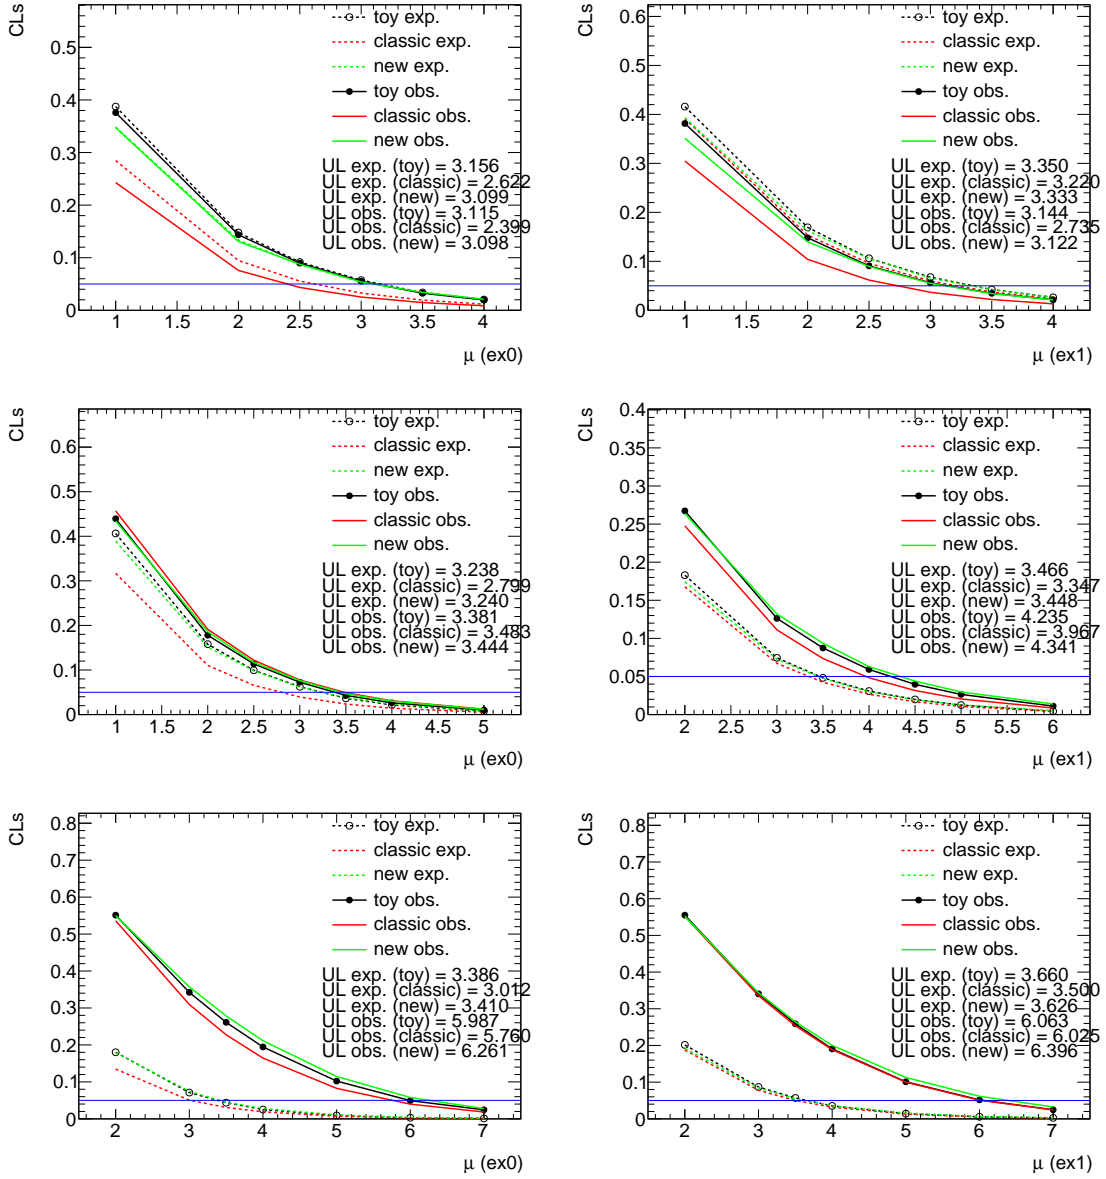 CLs
toy exp.
classic exp.
new exp.
toy obs.
classic obs.
new obs.
UL exp. (toy) = 3.156
UL exp. (classic) = 2.622
UL exp. (new) = 3.099
UL obs. (toy) = 3.115
UL obs. (classic) = 2.399
UL obs. (new) = 3.098
0.5
0.4
0.3
0.2
0.1
0
1 1.5 2 2.5 3 3.5 4
μ (ex0)
CLs
toy exp.
classic exp.
new exp.
toy obs.
classic obs.
new obs.
UL exp. (toy) = 3.350
UL exp. (classic) = 3.220
UL exp. (new) = 3.333
UL obs. (toy) = 3.144
UL obs. (classic) = 2.735
UL obs. (new) = 3.122
0.6
0.5
0.4
0.3
0.2
0.1
0
1 1.5 2 2.5 3 3.5 4
μ (ex1)
CLs
toy exp.
classic exp.
new exp.
toy obs.
classic obs.
new obs.
UL exp. (toy) = 3.238
UL exp. (classic) = 2.799
UL exp. (new) = 3.240
UL obs. (toy) = 3.381
UL obs. (classic) = 3.483
UL obs. (new) = 3.444
0.6
0.5
0.4
0.3
0.2
0.1
0
1 1.5 2 2.5 3 3.5 4 4.5 5
μ (ex0)
CLs
toy exp.
classic exp.
new exp.
toy obs.
classic obs.
new obs.
UL exp. (toy) = 3.466
UL exp. (classic) = 3.347
UL exp. (new) = 3.448
UL obs. (toy) = 4.235
UL obs. (classic) = 3.967
UL obs. (new) = 4.341
0.4
0.35
0.3
0.25
0.2
0.15
0.1
0.05
0
2 2.5 3 3.5 4 4.5 5 5.5 6
μ (ex1)
CLs
toy exp.
classic exp.
new exp.
toy obs.
classic obs.
new obs.
UL exp. (toy) = 3.386
UL exp. (classic) = 3.012
UL exp. (new) = 3.410
UL obs. (toy) = 5.987
UL obs. (classic) = 5.760
UL obs. (new) = 6.261
0.8
0.7
0.6
0.5
0.4
0.3
0.2
0.1
0
2 3 4 5 6 7
μ (ex0)
CLs
toy exp.
classic exp.
new exp.
toy obs.
classic obs.
new obs.
UL exp. (toy) = 3.660
UL exp. (classic) = 3.500
UL exp. (new) = 3.626
UL obs. (toy) = 6.063
UL obs. (classic) = 6.025
UL obs. (new) = 6.396
0.8
0.7
0.6
0.5
0.4
0.3
0.2
0.1
0
2 3 4 5 6 7
μ (ex1)